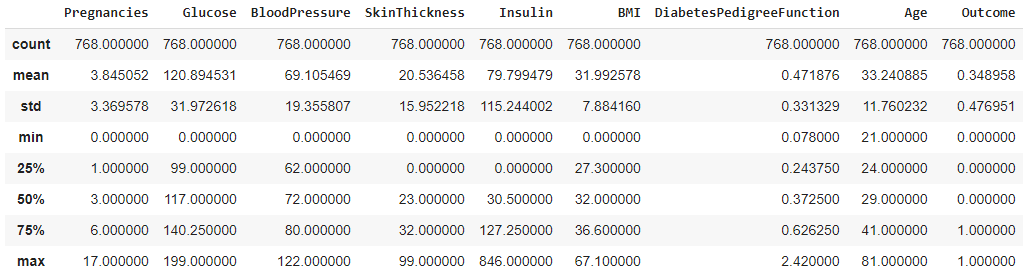 Pregnancies Glucose BloodPressure SkinThickness Insulin BMI DiabetesPedigreeFunction Age Outcome
count 768.000000 768.000000 768.000000 768.000000 768.000000 768.000000 768.000000 768.000000 768.000000
mean 3.845052 120.894531 69.105469 20.536458 79.799479 31.992578 0.471876 33.240885 0.348958
std 3.369578 31.972618 19.355807 15.952218 115.244002 7.884160 0.331329 11.760232 0.476951
min 0.000000 0.000000 0.000000 0.000000 0.000000 0.000000 0.078000 21.000000 0.000000
25% 1.000000 99.000000 62.000000 0.000000 0.000000 27.300000 0.243750 24.000000 0.000000
50% 3.000000 117.000000 72.000000 23.000000 30.500000 32.000000 0.372500 29.000000 0.000000
75% 6.000000 140.250000 80.000000 32.000000 127.250000 36.600000 0.626250 41.000000 1.000000
max 17.000000 199.000000 122.000000 99.000000 846.000000 67.100000 2.420000 81.000000 1.000000